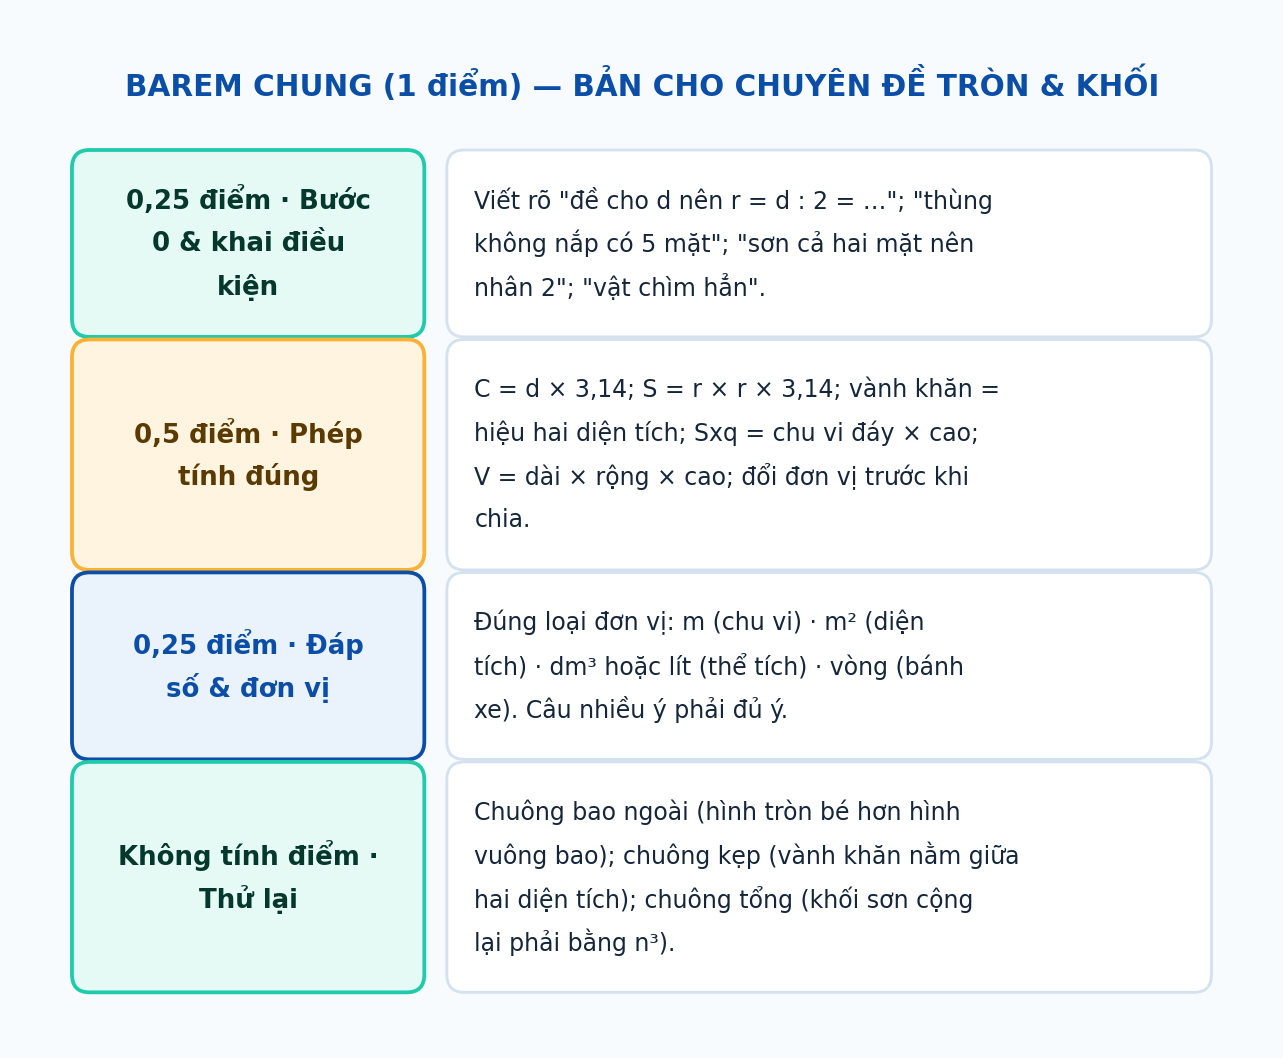 BAREM CHUNG (1 điểm) — BẢN CHO CHUYÊN ĐỀ TRÒN & KHỐI
0,25 điểm · Bước
0 & khai điều
kiện
Viết rõ "đề cho d nên r = d : 2 = …"; "thùng
không nắp có 5 mặt"; "sơn cả hai mặt nên
nhân 2"; "vật chìm hẳn".
0,5 điểm · Phép
tính đúng
C = d × 3,14; S = r × r × 3,14; vành khăn =
hiệu hai diện tích; Sxq = chu vi đáy × cao;
V = dài × rộng × cao; đổi đơn vị trước khi
chia.
0,25 điểm · Đáp
số & đơn vị
Đúng loại đơn vị: m (chu vi) · m² (diện
tích) · dm³ hoặc lít (thể tích) · vòng (bánh
xe). Câu nhiều ý phải đủ ý.
Không tính điểm ·
Thử lại
Chuông bao ngoài (hình tròn bé hơn hình
vuông bao); chuông kẹp (vành khăn nằm giữa
hai diện tích); chuông tổng (khối sơn cộng
lại phải bằng n³).